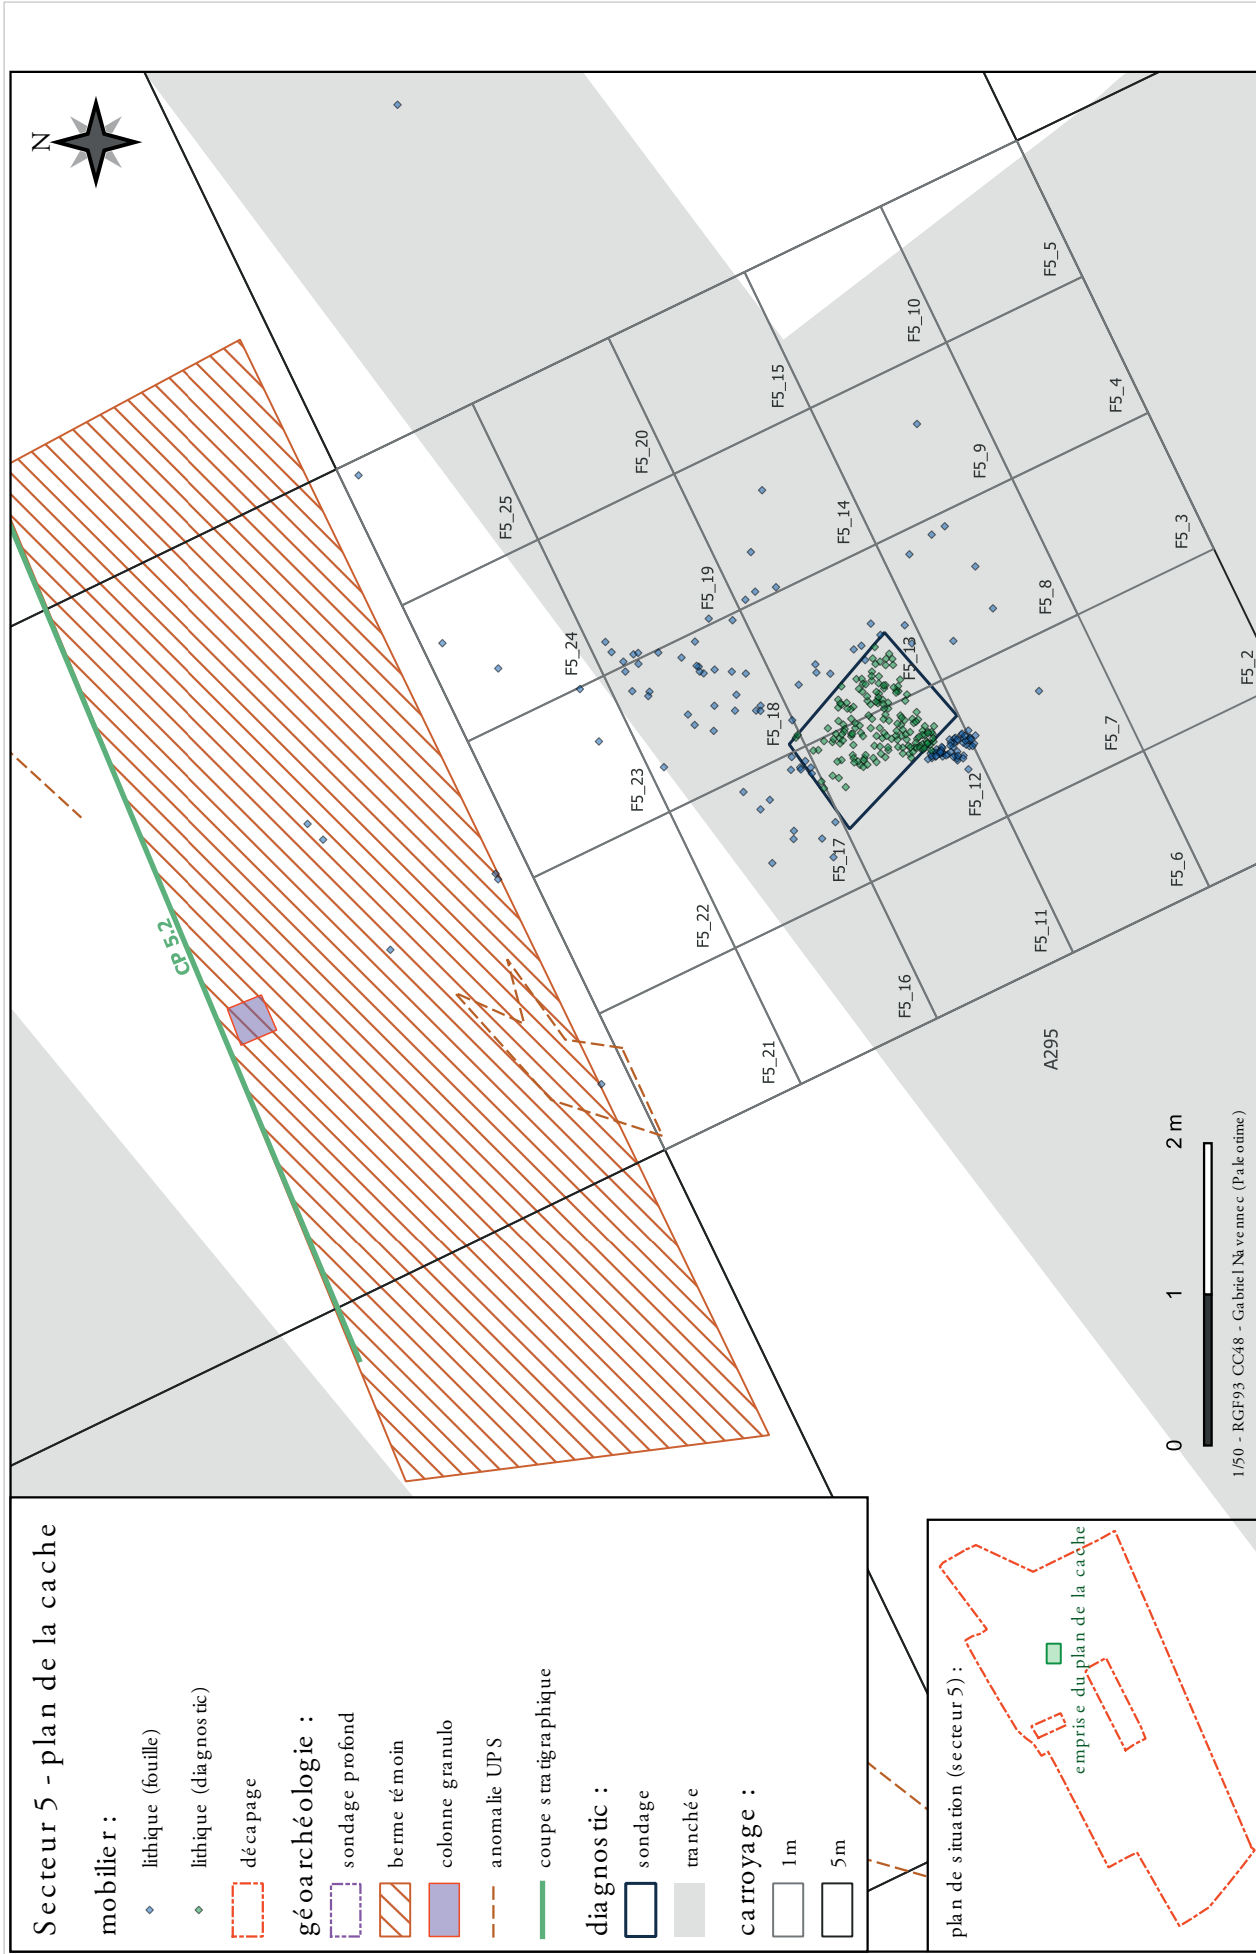 Secteur 5 - plan de la cache
mobilier :
lithique (fouille)
lithique (diagnostic)
décapage
géoarchéologie :
sondage profond
berme témoin
colonne granulo
anomalie UPS
coupe stratigraphique
diagnostic :
sondage
tranchée
carroyage :
1m
5m
N
CP 5.2
F5_21
F5_22
F5_23
F5_24
F5_25
F5_16
F5_17
F5_18
F5_19
F5_20
F5_11
F5_12
F5_13
F5_14
F5_15
F5_6
F5_7
F5_8
F5_9
F5_10
F5_2
F5_3
F5_4
F5_5
A295
0 1 2 m
1/50 - RGF93 CC48 - Gabriel Navennec (Paleotime)
plan de situation (secteur 5) :
emprise du plan de la cache